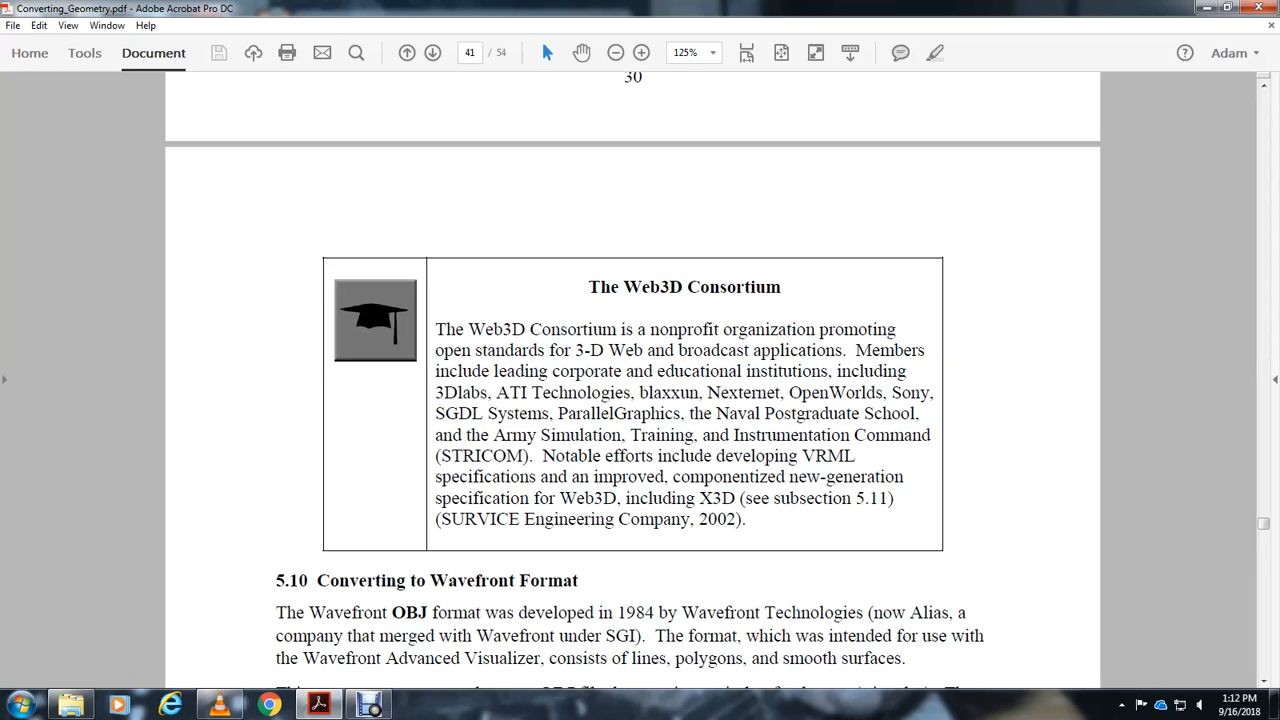 Converting_Geometry.pdf - Adobe Acrobat Pro DC
File Edit View Window Help
Home Tools Document 41 / 54 125% Adam
30
The Web3D Consortium
The Web3D Consortium is a nonprofit organization promoting
open standards for 3-D Web and broadcast applications. Members
include leading corporate and educational institutions, including
3Dlabs, ATI Technologies, blaxxun, Nexternet, OpenWorlds, Sony,
SGDL Systems, ParallelGraphics, the Naval Postgraduate School,
and the Army Simulation, Training, and Instrumentation Command
(STRICOM). Notable efforts include developing VRML
specifications and an improved, componentized new-generation
specification for Web3D, including X3D (see subsection 5.11)
(SURVICE Engineering Company, 2002).
5.10 Converting to Wavefront Format
The Wavefront OBJ format was developed in 1984 by Wavefront Technologies (now Alias, a
company that merged with Wavefront under SGI). The format, which was intended for use with
the Wavefront Advanced Visualizer, consists of lines, polygons, and smooth surfaces.
1:12 PM
9/16/2018